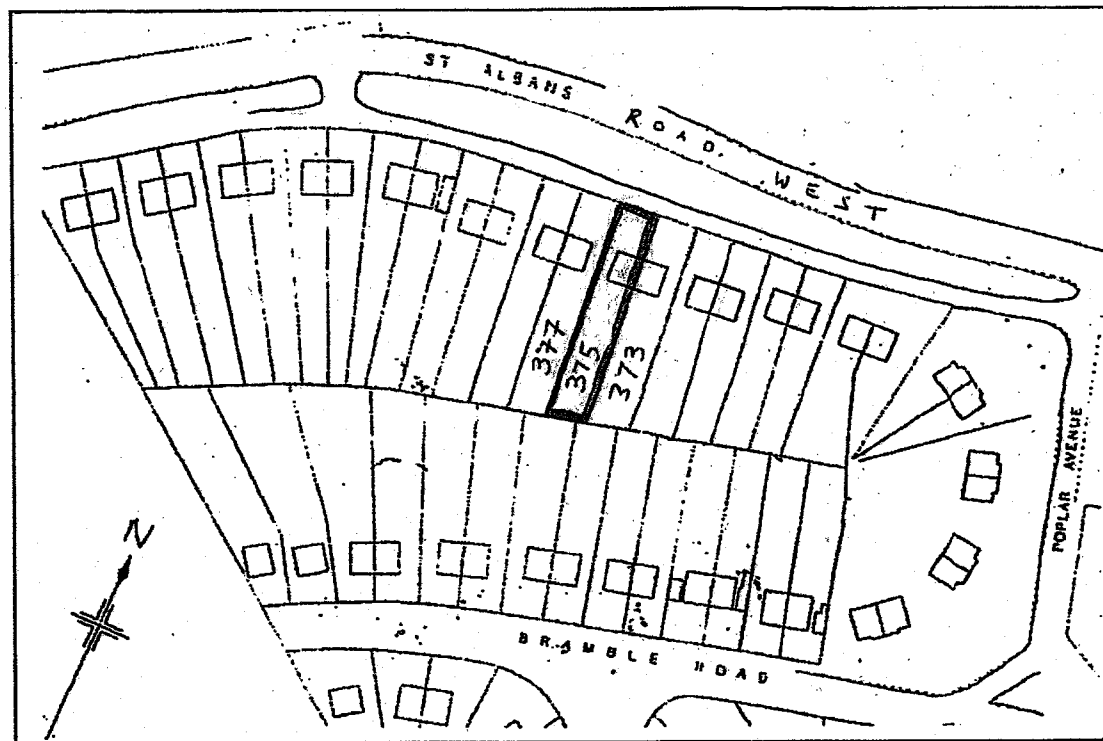 ST ALBANS ROAD. WEST
377
375
373
POPLAR AVENUE
N
BRAMBLE ROAD